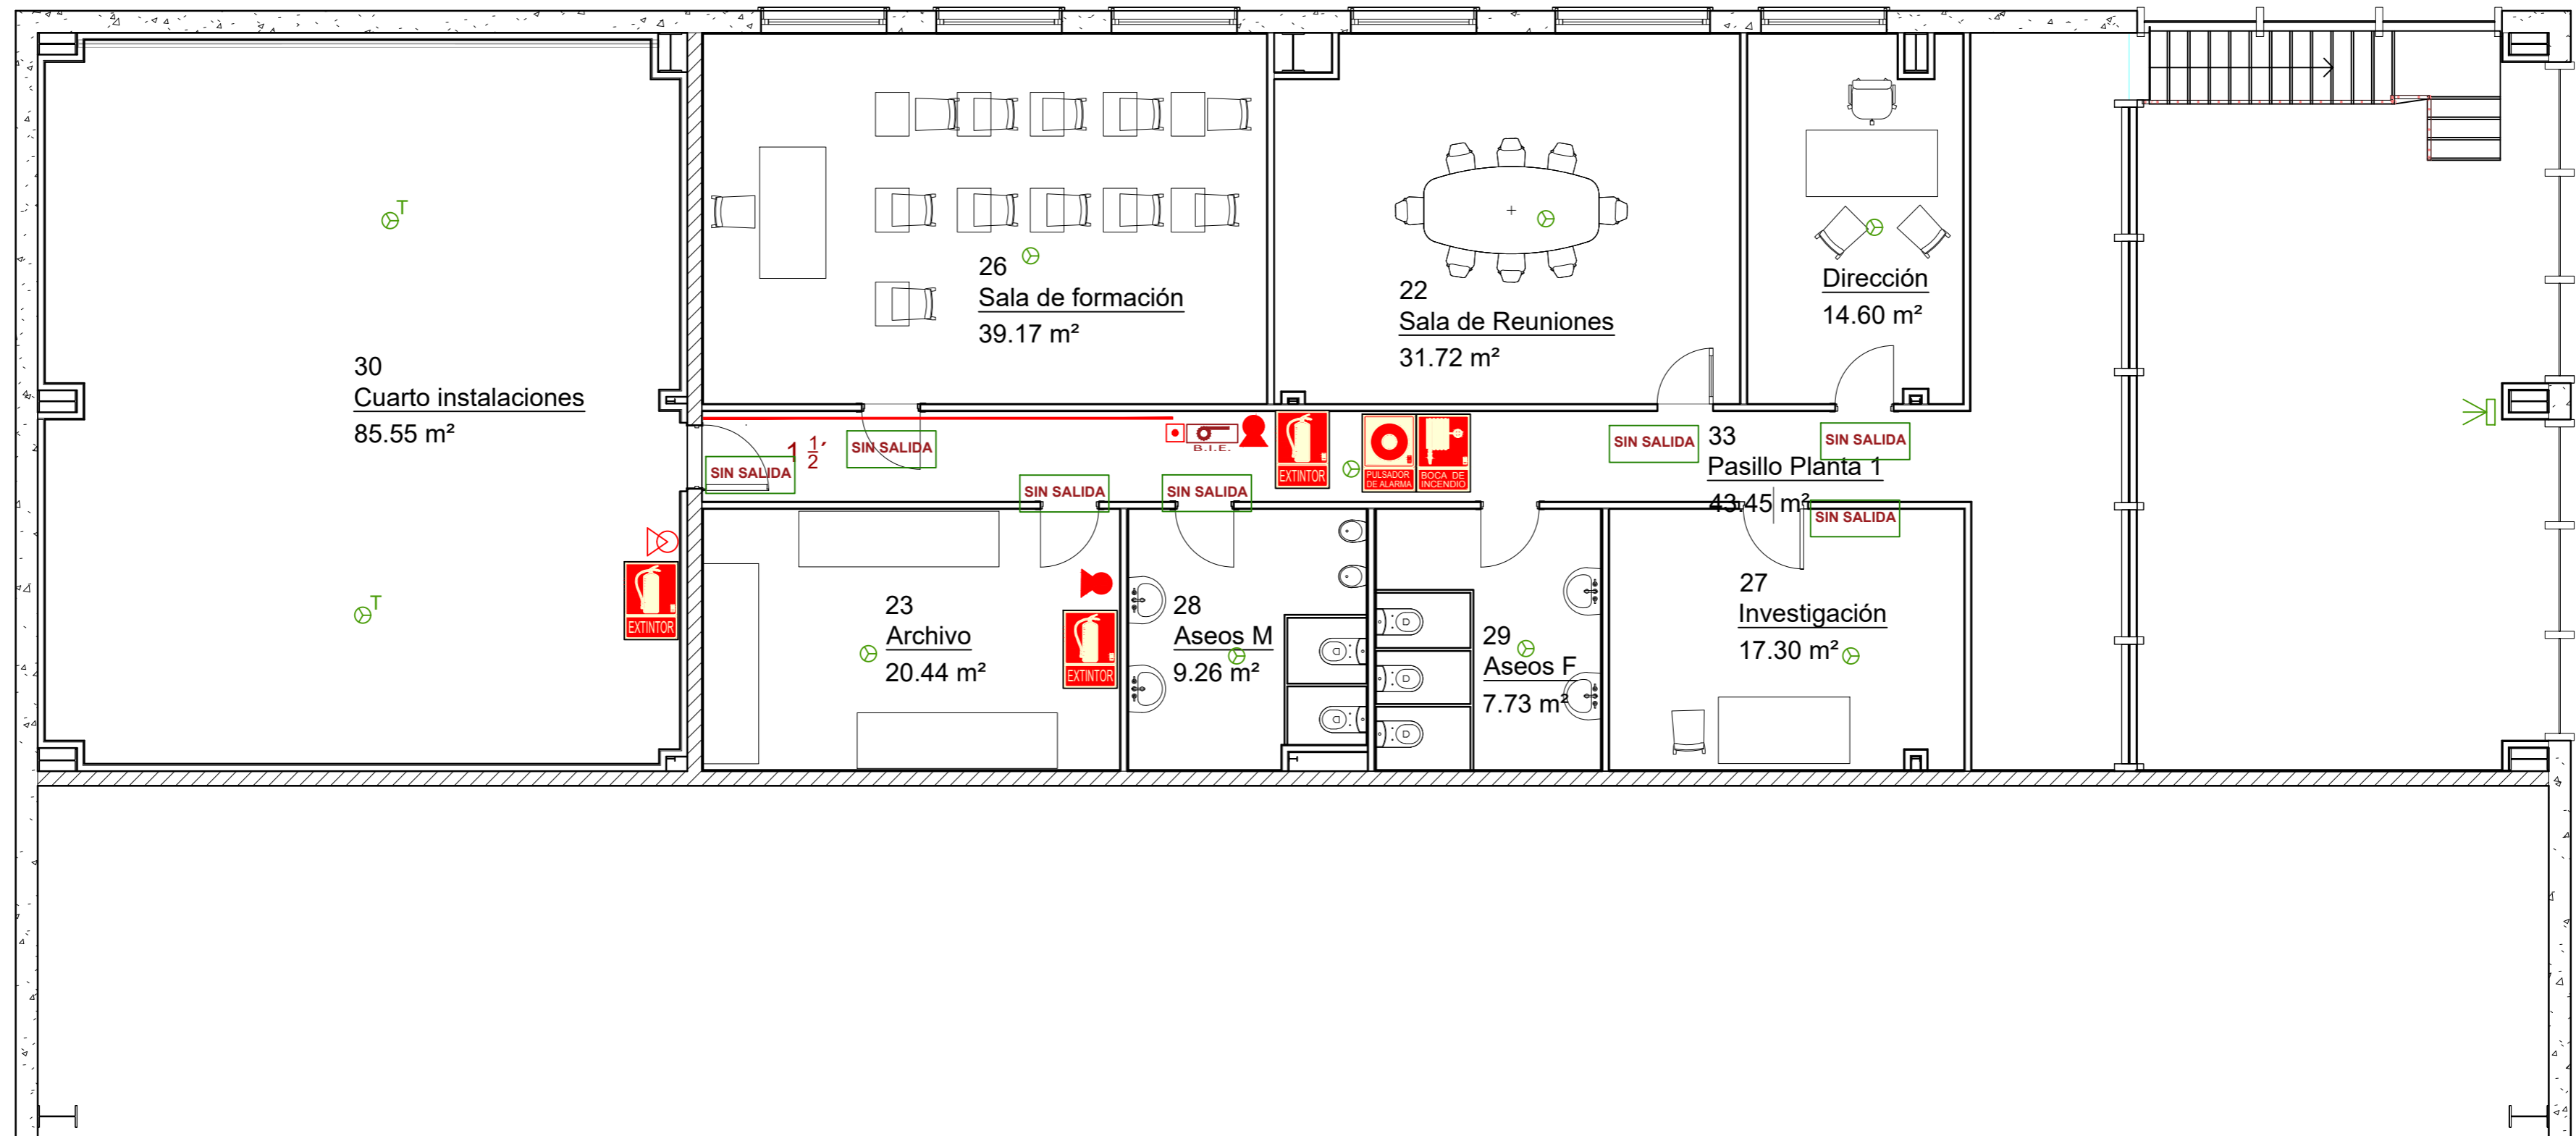 T
26
Sala de formación
39.17 m²
22
Sala de Reuniones
31.72 m²
Dirección
14.60 m²
30
Cuarto instalaciones
85.55 m²
SIN SALIDA
1 1/2´
SIN SALIDA
B.I.E.
EXTINTOR
PULSADOR
DE ALARMA
BOCA DE
INCENDIO
SIN SALIDA
33
Pasillo Planta 1
43.45 m²
SIN SALIDA
SIN SALIDA
SIN SALIDA
SIN SALIDA
T
EXTINTOR
23
Archivo
20.44 m²
EXTINTOR
28
Aseos M
9.26 m²
29
Aseos F
7.73 m²
27
Investigación
17.30 m²